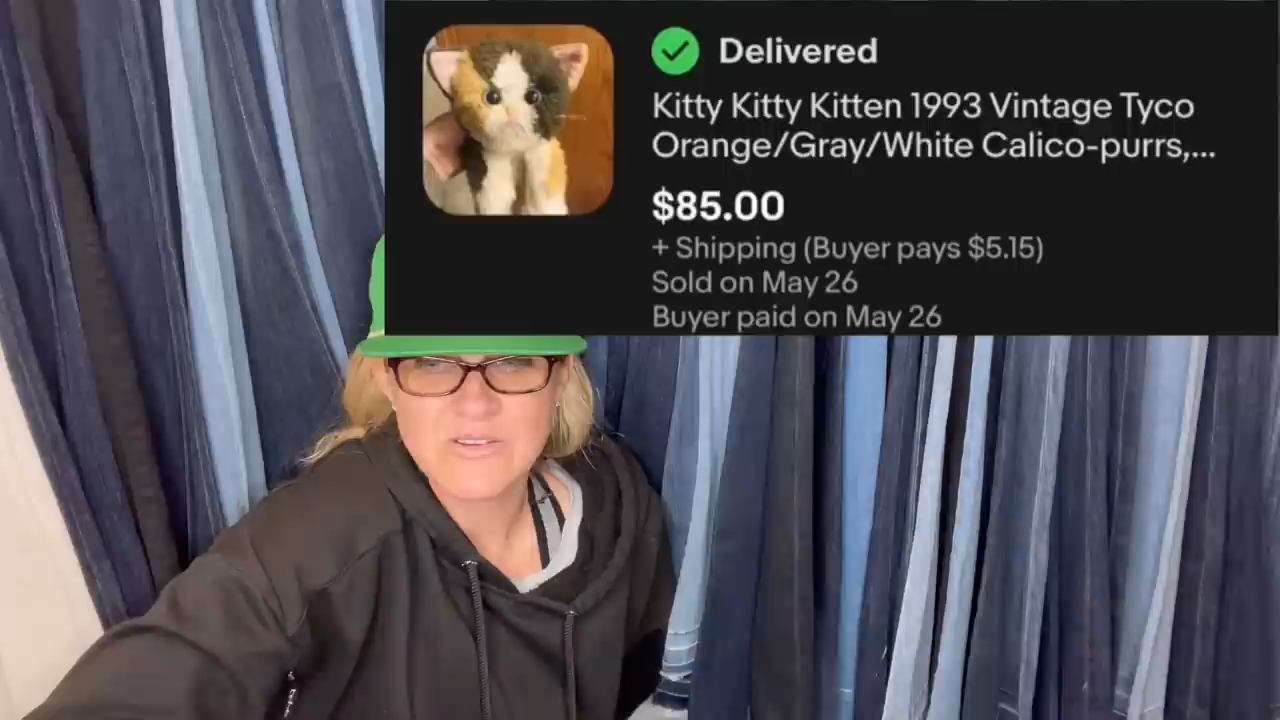 Delivered
Kitty Kitty Kitten 1993 Vintage Tyco
Orange/Gray/White Calico-purrs,...
$85.00
+ Shipping (Buyer pays $5.15)
Sold on May 26
Buyer paid on May 26